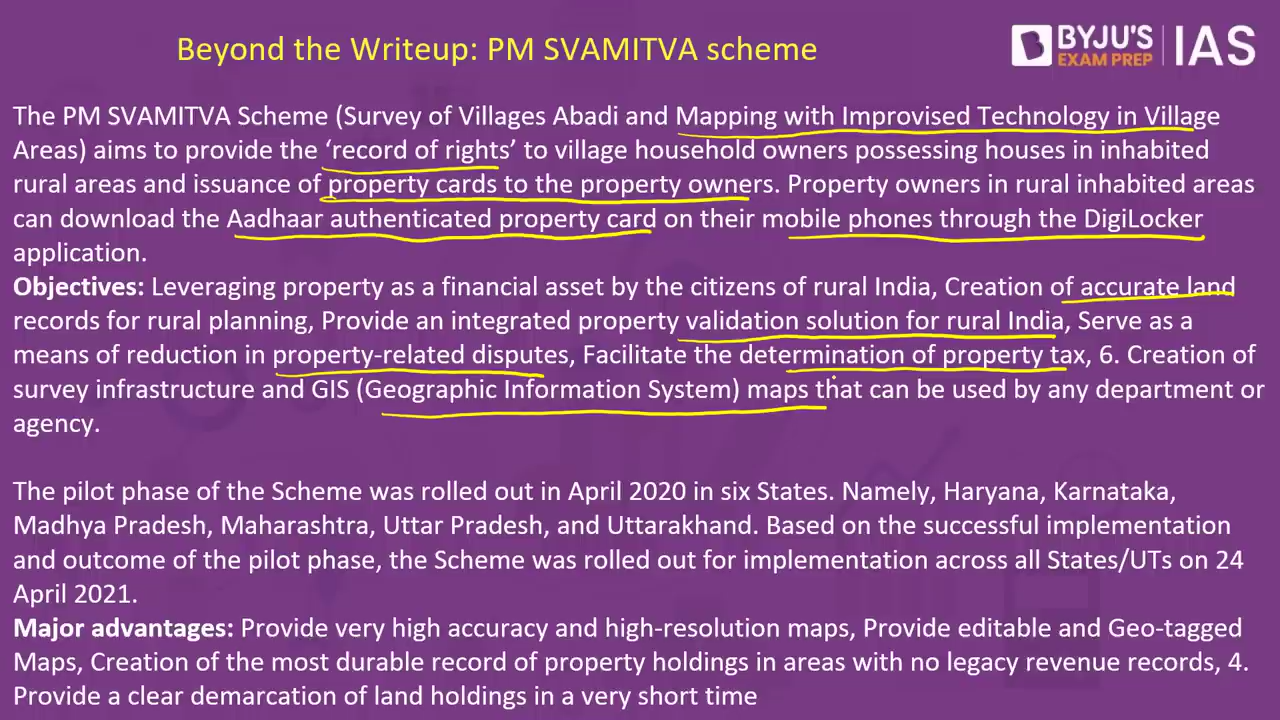 Beyond the Writeup: PM SVAMITVA scheme
BYJU'S
EXAM PREP
IAS
The PM SVAMITVA Scheme (Survey of Villages Abadi and Mapping with Improvised Technology in Village
Areas) aims to provide the ‘record of rights’ to village household owners possessing houses in inhabited
rural areas and issuance of property cards to the property owners. Property owners in rural inhabited areas
can download the Aadhaar authenticated property card on their mobile phones through the DigiLocker
application.
Objectives: Leveraging property as a financial asset by the citizens of rural India, Creation of accurate land
records for rural planning, Provide an integrated property validation solution for rural India, Serve as a
means of reduction in property-related disputes, Facilitate the determination of property tax, 6. Creation of
survey infrastructure and GIS (Geographic Information System) maps that can be used by any department or
agency.
The pilot phase of the Scheme was rolled out in April 2020 in six States. Namely, Haryana, Karnataka,
Madhya Pradesh, Maharashtra, Uttar Pradesh, and Uttarakhand. Based on the successful implementation
and outcome of the pilot phase, the Scheme was rolled out for implementation across all States/UTs on 24
April 2021.
Major advantages: Provide very high accuracy and high-resolution maps, Provide editable and Geo-tagged
Maps, Creation of the most durable record of property holdings in areas with no legacy revenue records, 4.
Provide a clear demarcation of land holdings in a very short time